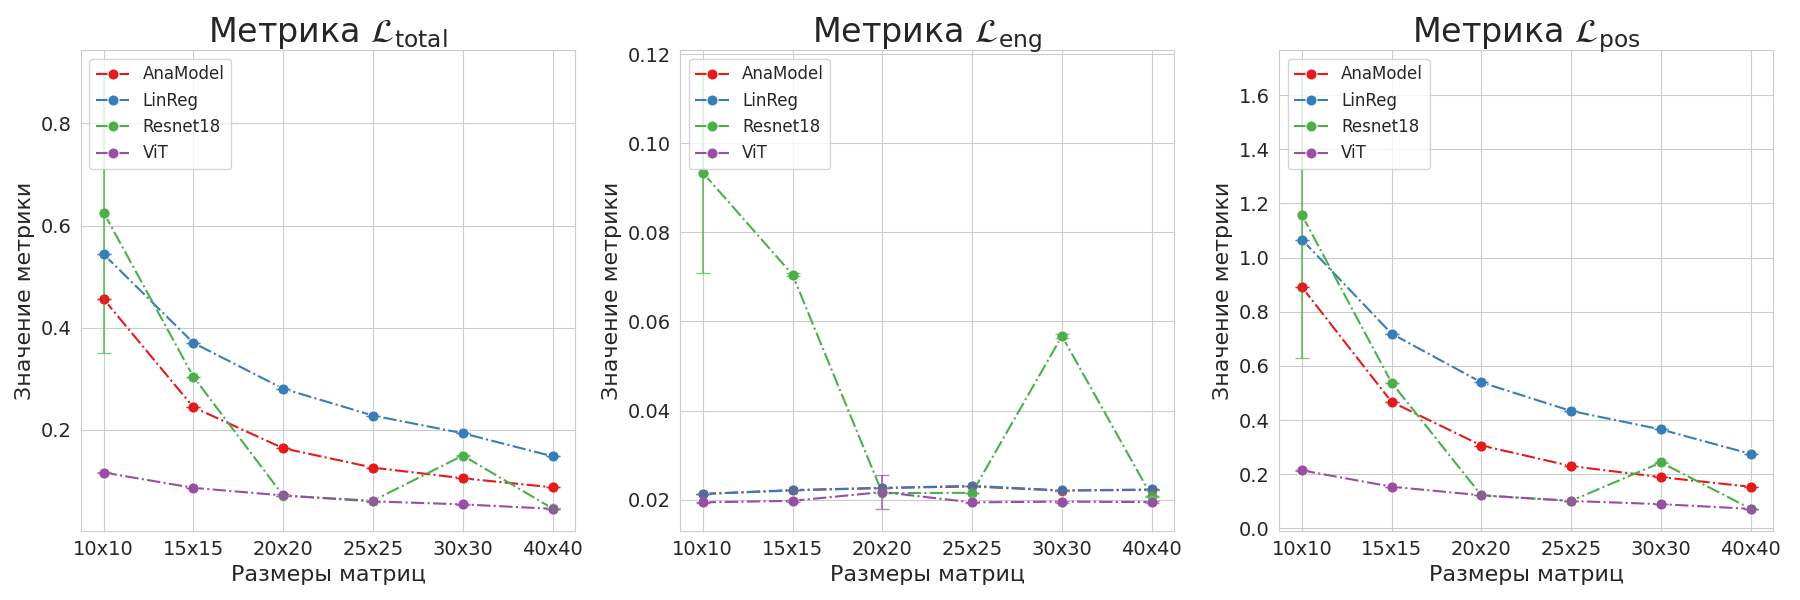 Метрика ℒtotal
Значение метрики
0.8
0.6
0.4
0.2
AnaModel
LinReg
Resnet18
ViT
10x10 15x15 20x20 25x25 30x30 40x40
Размеры матриц
Метрика ℒeng
Значение метрики
0.12
0.10
0.08
0.06
0.04
0.02
AnaModel
LinReg
Resnet18
ViT
10x10 15x15 20x20 25x25 30x30 40x40
Размеры матриц
Метрика ℒpos
Значение метрики
1.6
1.4
1.2
1.0
0.8
0.6
0.4
0.2
0.0
AnaModel
LinReg
Resnet18
ViT
10x10 15x15 20x20 25x25 30x30 40x40
Размеры матриц